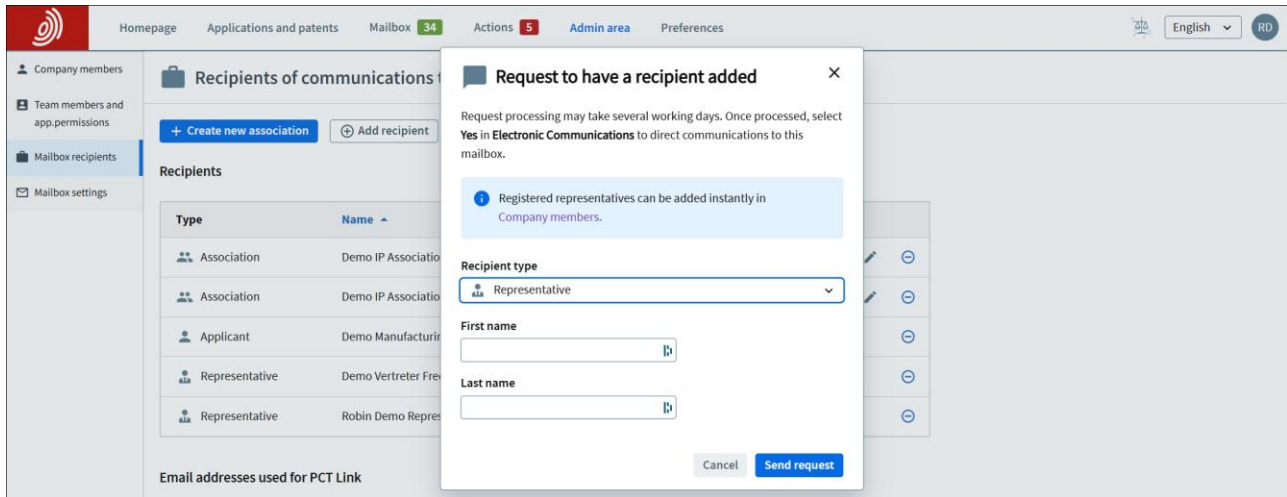 Homepage Applications and patents Mailbox 34 Actions 5 Admin area Preferences English RD
Company members
Team members and
app.permissions
Mailbox recipients
Mailbox settings
Recipients of communications
+ Create new association
Add recipient
Recipients
Type Name
Association Demo IP Associatio
Association Demo IP Associatio
Applicant Demo Manufacturin
Representative Demo Vertreter Fre
Representative Robin Demo Repres
Email addresses used for PCT Link
Request to have a recipient added
Request processing may take several working days. Once processed, select
Yes in Electronic Communications to direct communications to this
mailbox.
Registered representatives can be added instantly in
Company members.
Recipient type
Representative
First name
Last name
Cancel Send request